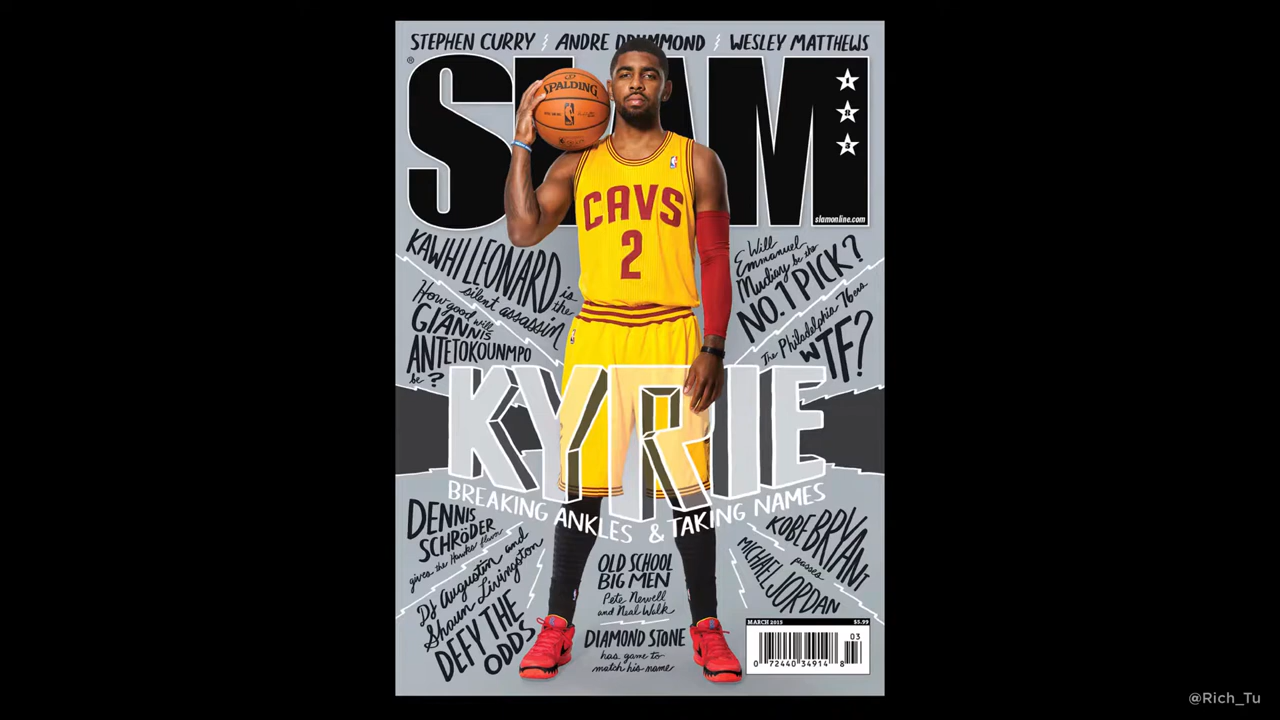 STEPHEN CURRY ANDRE DRUMMOND WESLEY MATTHEWS
SLAM
®
1
8
3
SPALDING
slamonline.com
CAVS
2
KAWHI LEONARD is the silent assassin
How good will
GIANNIS
ANTETOKOUNMPO
be?
& Will
Emmanuel
Mudiay be the
NO. 1 PICK?
The Philadelphia 76ers
WTF?
KYRIE
BREAKING ANKLES & TAKING NAMES
DENNIS
SCHRÖDER
gives the Hawks flavor
DJ Augustin and
Shaun Livingston
DEFY THE
ODDS
OLD SCHOOL
BIG MEN
Pete Newell
and Neal Walk
DIAMOND STONE
has game to
match his name
KOBE BRYANT
passes
MICHAEL JORDAN
MARCH 2015 $5.99
03
0 72440 34914 8
@Rich_Tu